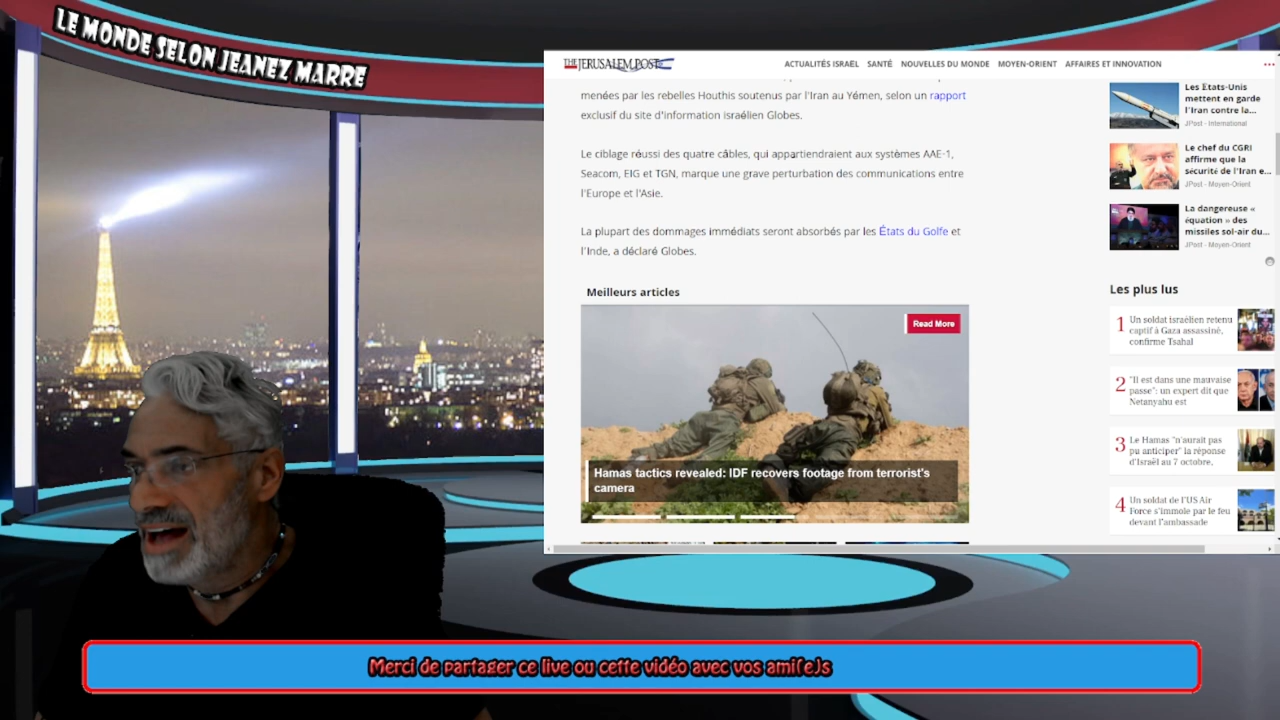 LE MONDE SELON JEANEZ MARRE
THE JERUSALEM POST
ACTUALITÉS ISRAEL SANTÉ NOUVELLES DU MONDE MOYEN-ORIENT AFFAIRES ET INNOVATION
menées par les rebelles Houthis soutenus par l'Iran au Yémen, selon un rapport
exclusif du site d'information israélien Globes.
Le ciblage réussi des quatre câbles, qui appartiendraient aux systèmes AAE-1,
Seacom, EIG et TGN, marque une grave perturbation des communications entre
l'Europe et l'Asie.
La plupart des dommages immédiats seront absorbés par les États du Golfe et
l'Inde, a déclaré Globes.
Meilleurs articles
Read More
Hamas tactics revealed: IDF recovers footage from terrorist's
camera
Les États-Unis
mettent en garde
l'Iran contre la...
JPost - International
Le chef du CGRI
affirme que la
sécurité de l'Iran e...
JPost - Moyen-Orient
La dangereuse «
équation » des
missiles sol-air du...
JPost - Moyen-Orient
Les plus lus
1 Un soldat israélien retenu
captif à Gaza assassiné,
confirme Tsahal
2 "Il est dans une mauvaise
passe": un expert dit que
Netanyahu est
3 Le Hamas "n'aurait pas
pu anticiper" la réponse
d'Israël au 7 octobre,
4 Un soldat de l'US Air
Force s'immole par le feu
devant l'ambassade
Merci de partager ce live ou cette vidéo avec vos ami(e)s